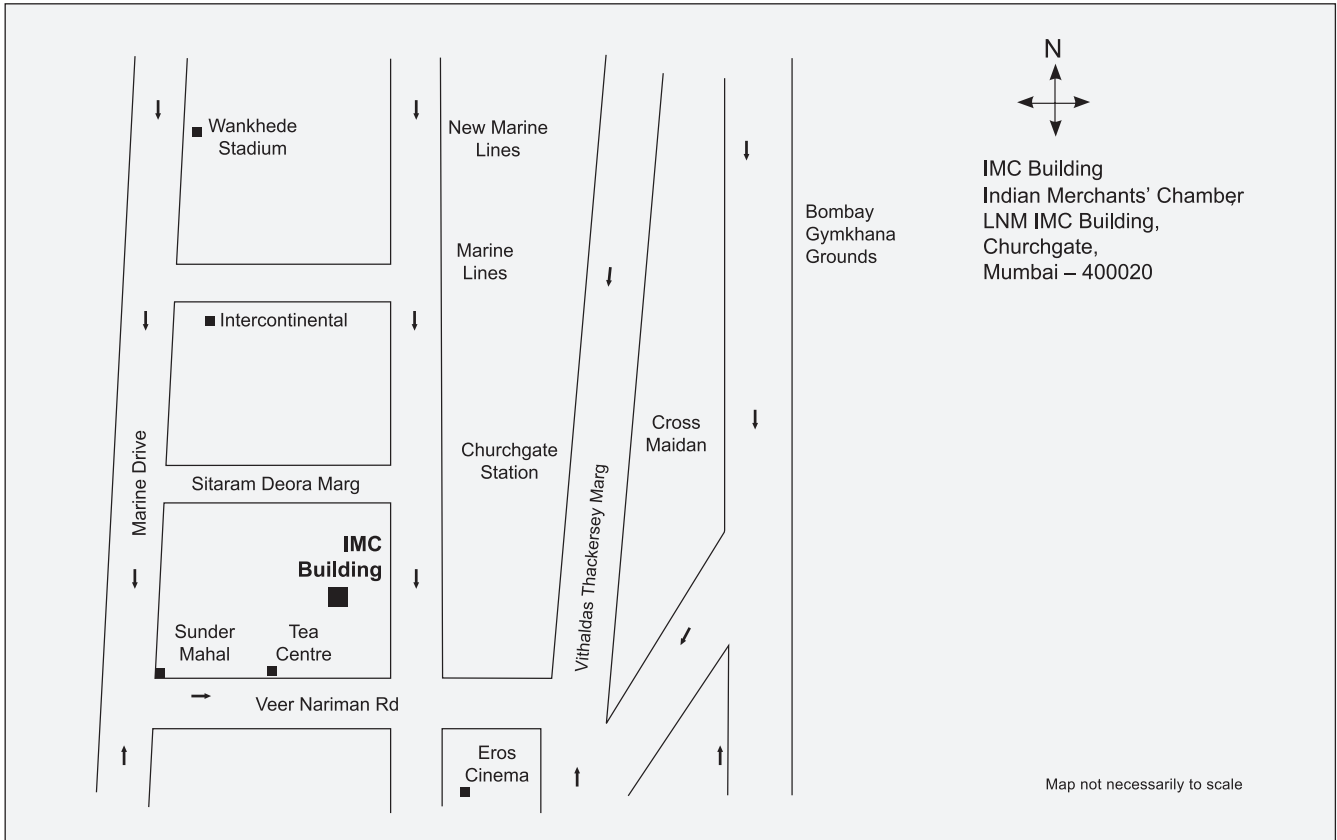 N
IMC Building
Indian Merchants' Chamber,
LNM IMC Building,
Churchgate,
Mumbai – 400020
Wankhede
Stadium
New Marine
Lines
Bombay
Gymkhana
Grounds
Marine
Lines
Intercontinental
Marine Drive
Sitaram Deora Marg
Churchgate
Station
Cross
Maidan
Vithaldas Thackersey Marg
IMC
Building
Sunder
Mahal
Tea
Centre
Veer Nariman Rd
Eros
Cinema
Map not necessarily to scale